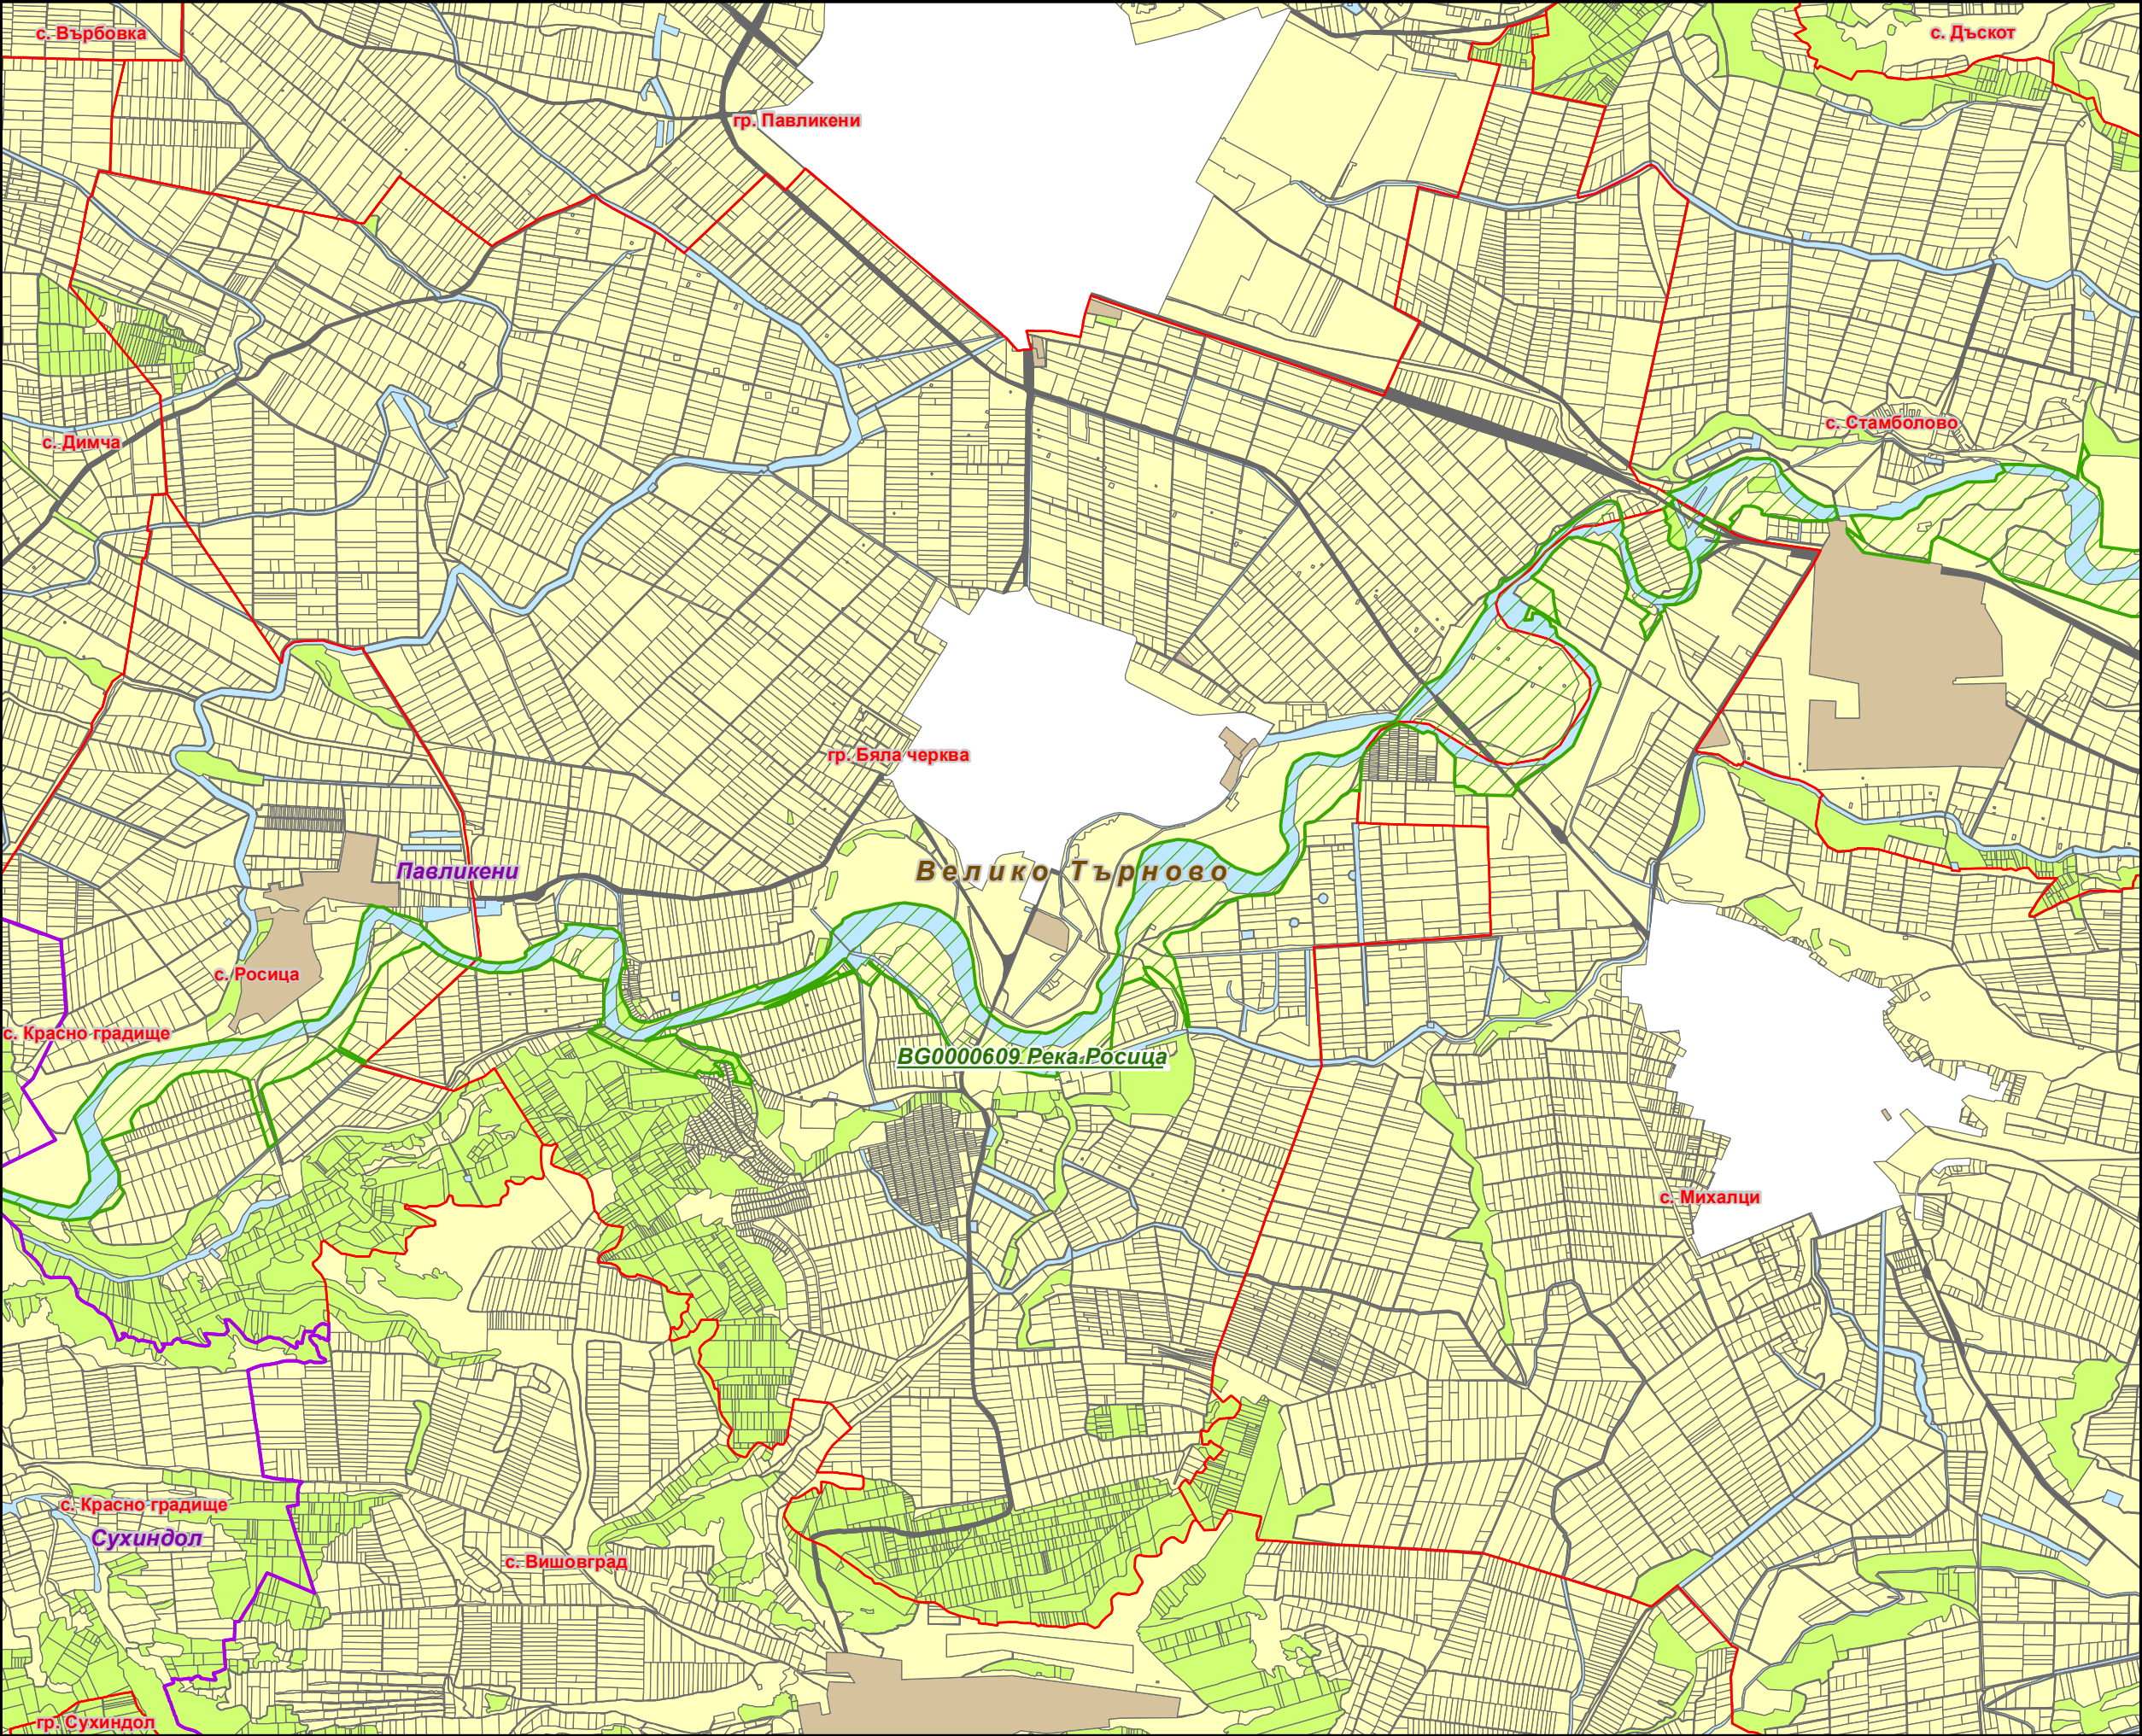 с. Върбовка
с. Дъскот
гр. Павликени
с. Стамболово
с. Димча
гр. Бяла черква
Павликени
Велико Търново
с. Росица
с. Красно градище
BG0000609 Река Росица
с. Михалци
с. Красно градище
Сухиндол
с. Вишовград
гр. Сухиндол